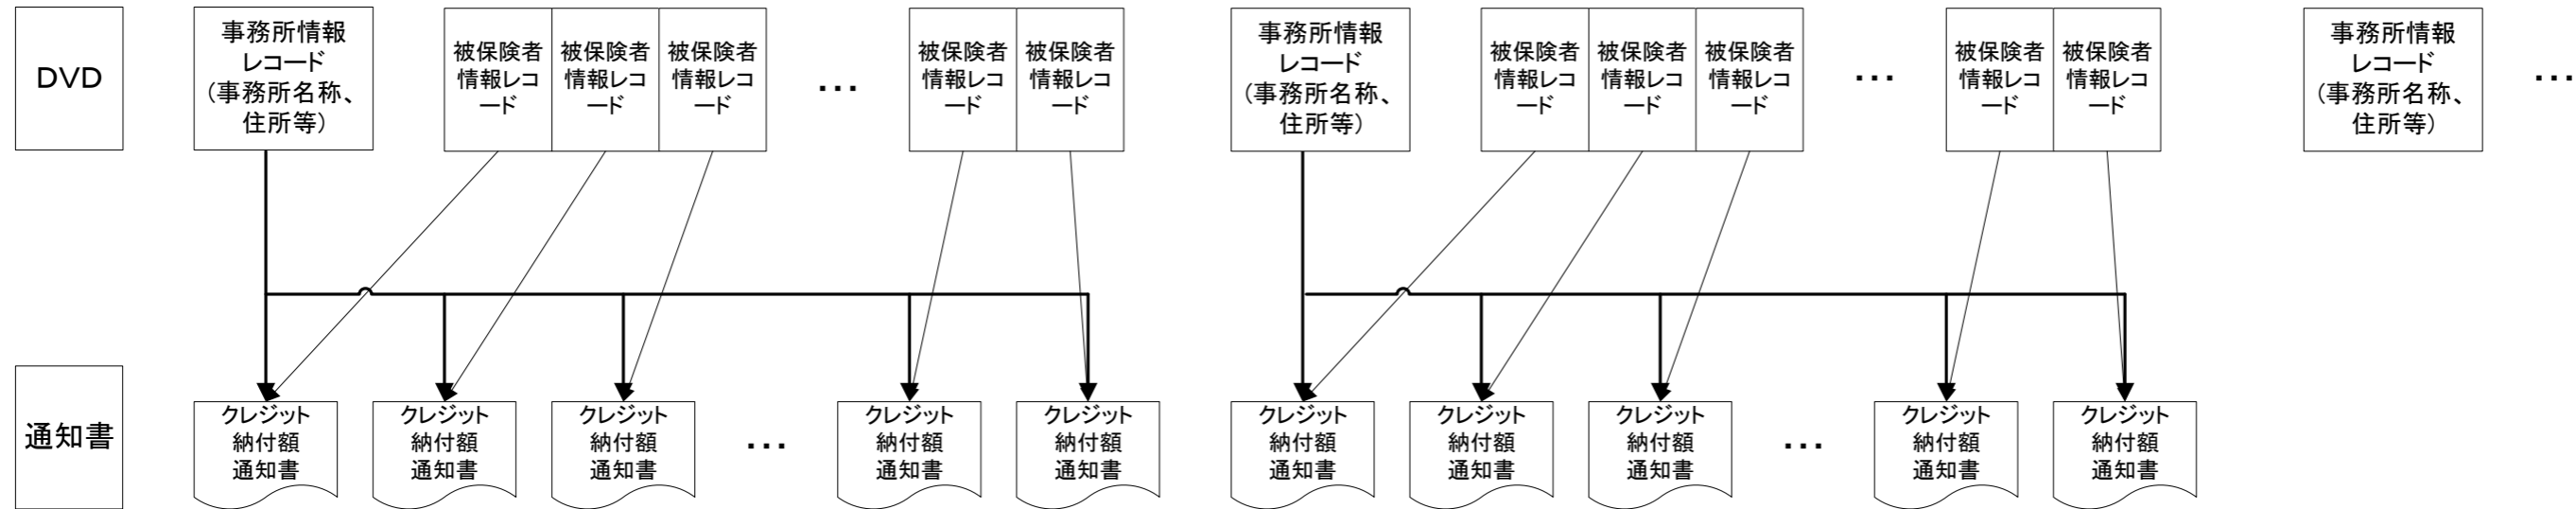 DVD
事務所情報
レコード
(事務所名称、
住所等)
被保険者
情報レコ
ード
被保険者
情報レコ
ード
被保険者
情報レコ
ード
...
被保険者
情報レコ
ード
被保険者
情報レコ
ード
事務所情報
レコード
(事務所名称、
住所等)
被保険者
情報レコ
ード
被保険者
情報レコ
ード
被保険者
情報レコ
ード
...
被保険者
情報レコ
ード
被保険者
情報レコ
ード
事務所情報
レコード
(事務所名称、
住所等)
...
通知書
クレジット
納付額
通知書
クレジット
納付額
通知書
クレジット
納付額
通知書
...
クレジット
納付額
通知書
クレジット
納付額
通知書
クレジット
納付額
通知書
クレジット
納付額
通知書
クレジット
納付額
通知書
...
クレジット
納付額
通知書
クレジット
納付額
通知書